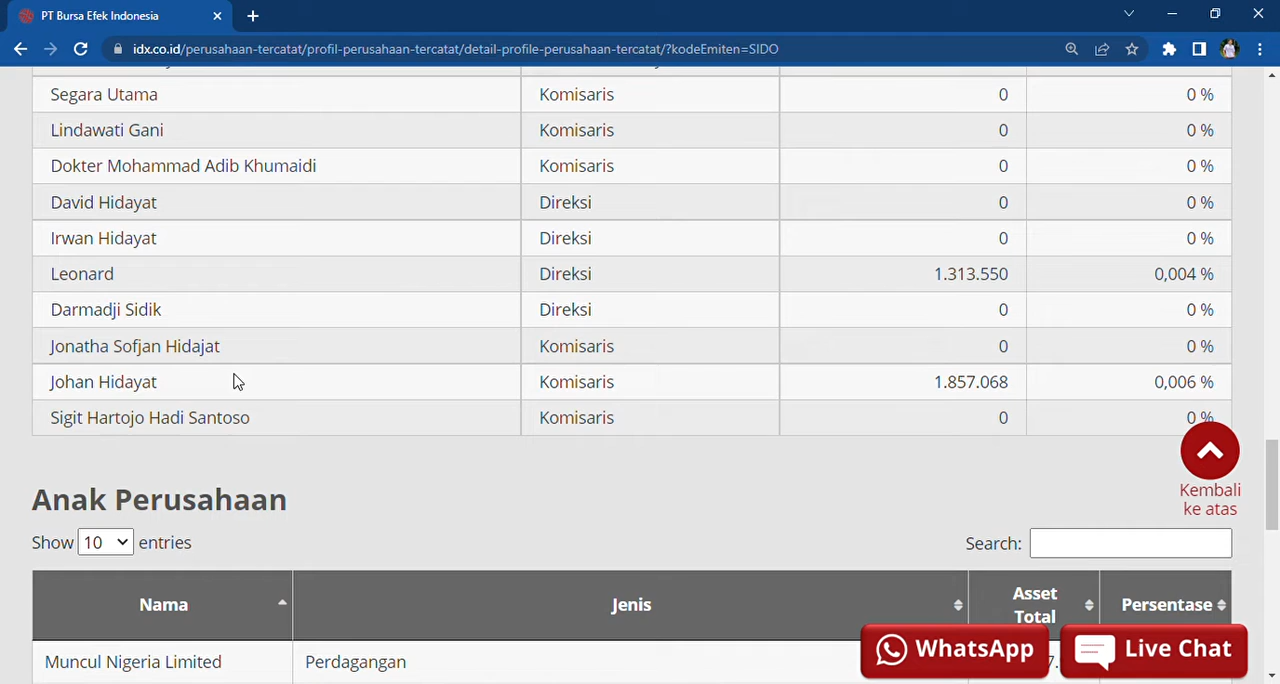 PT Bursa Efek Indonesia
idx.co.id/perusahaan-tercatat/profil-perusahaan-tercatat/detail-profile-perusahaan-tercatat/?kodeEmiten=SIDO
Segara Utama Komisaris 0 0 %
Lindawati Gani Komisaris 0 0 %
Dokter Mohammad Adib Khumaidi Komisaris 0 0 %
David Hidayat Direksi 0 0 %
Irwan Hidayat Direksi 0 0 %
Leonard Direksi 1.313.550 0,004 %
Darmadji Sidik Direksi 0 0 %
Jonatha Sofjan Hidajat Komisaris 0 0 %
Johan Hidayat Komisaris 1.857.068 0,006 %
Sigit Hartojo Hadi Santoso Komisaris 0 0 %
Kembali
ke atas
Anak Perusahaan
Show 10 entries Search:
Nama Jenis Asset Total Persentase
Muncul Nigeria Limited Perdagangan
WhatsApp Live Chat